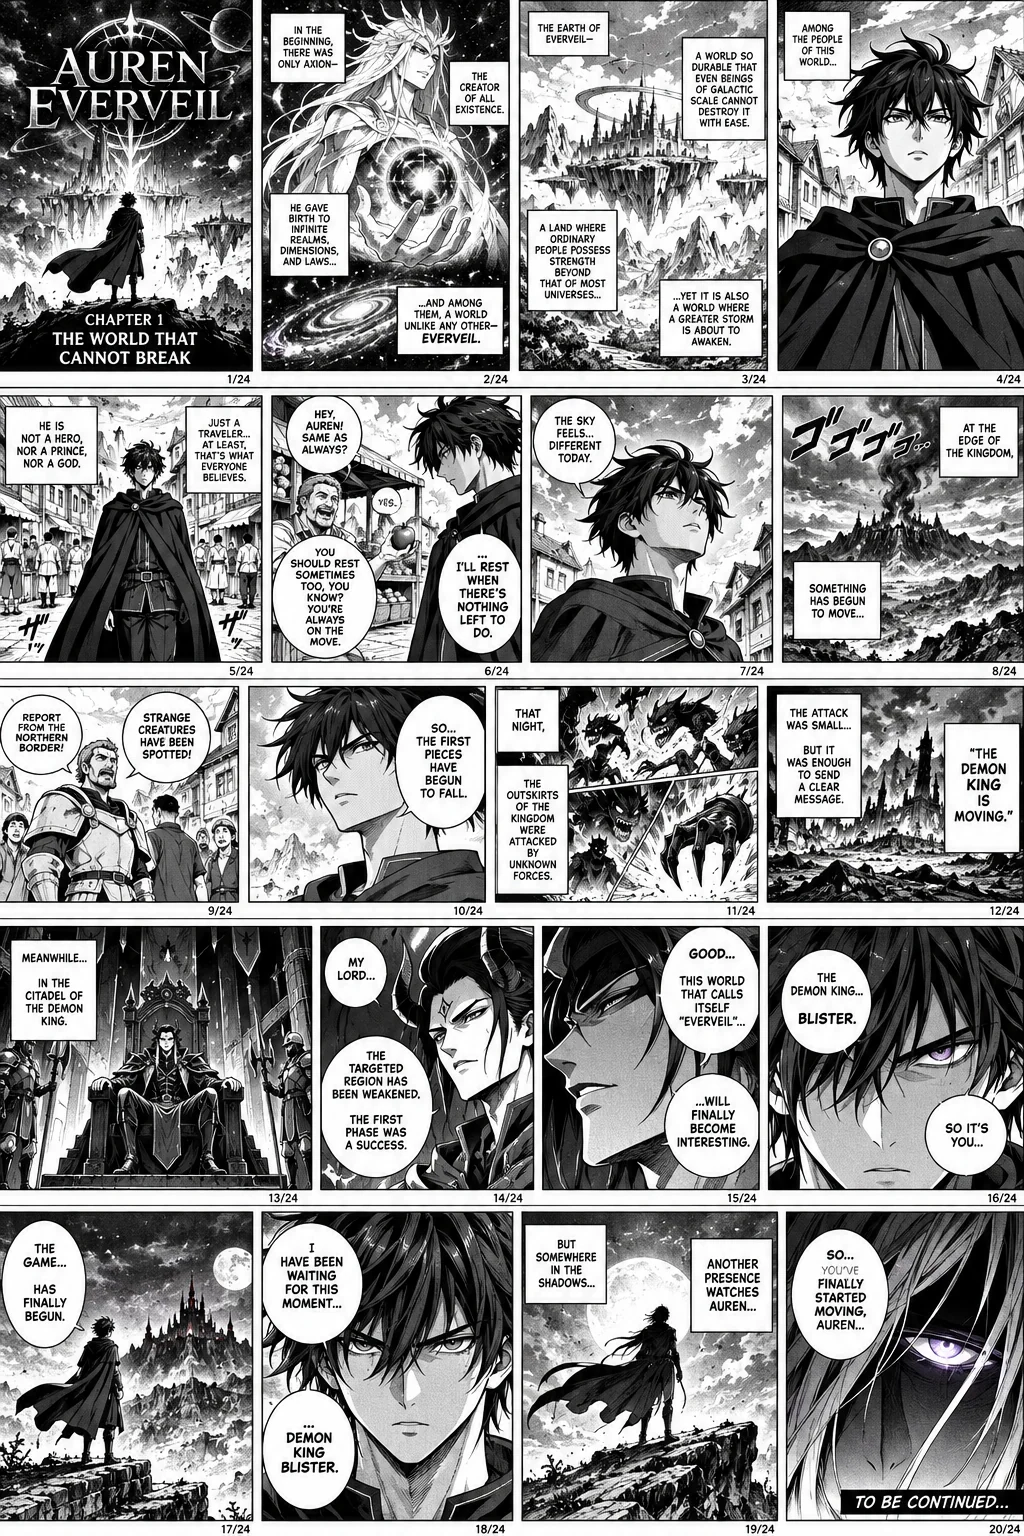 AUREN
EVERVEIL
CHAPTER 1
THE WORLD THAT
CANNOT BREAK
1/24
IN THE
BEGINNING,
THERE WAS
ONLY AXION—
THE
CREATOR
OF ALL
EXISTENCE.
HE GAVE
BIRTH TO
INFINITE
REALMS,
DIMENSIONS,
AND LAWS...
...AND AMONG
THEM, A WORLD
UNLIKE ANY OTHER—
EVERVEIL.
2/24
THE EARTH OF
EVERVEIL—
A WORLD SO
DURABLE THAT
EVEN BEINGS
OF GALACTIC
SCALE CANNOT
DESTROY IT
WITH EASE.
A LAND WHERE
ORDINARY
PEOPLE POSSESS
STRENGTH
BEYOND
THAT OF MOST
UNIVERSES...
...YET IT IS ALSO
A WORLD WHERE
A GREATER STORM
IS ABOUT TO
AWAKEN.
3/24
AMONG
THE PEOPLE
OF THIS
WORLD...
4/24
HE IS
NOT A HERO,
NOR A PRINCE,
NOR A GOD.
JUST A
TRAVELER...
AT LEAST,
THAT'S WHAT
EVERYONE
BELIEVES.
ザザ
ザザ
5/24
HEY,
AUREN!
SAME AS
ALWAYS?
YES.
YOU
SHOULD REST
SOMETIMES
TOO, YOU
KNOW?
YOU'RE
ALWAYS
ON THE
MOVE.
...
I'LL REST
WHEN
THERE'S
NOTHING
LEFT TO
DO.
6/24
THE SKY
FEELS...
DIFFERENT
TODAY.
7/24
ゴゴゴゴ...
AT THE
EDGE OF
THE KINGDOM,
SOMETHING
HAS BEGUN
TO MOVE...
8/24
REPORT
FROM THE
NORTHERN
BORDER!
STRANGE
CREATURES
HAVE BEEN
SPOTTED!
9/24
SO...
THE FIRST
PIECES
HAVE
BEGUN
TO FALL.
10/24
THAT
NIGHT,
THE
OUTSKIRTS
OF THE
KINGDOM
WERE
ATTACKED
BY
UNKNOWN
FORCES.
11/24
THE ATTACK
WAS SMALL...
BUT IT
WAS ENOUGH
TO SEND
A CLEAR
MESSAGE.
"THE
DEMON
KING
IS
MOVING."
12/24
MEANWHILE...
IN THE
CITADEL OF
THE DEMON
KING.
13/24
MY
LORD...
THE
TARGETED
REGION HAS
BEEN WEAKENED.
THE FIRST
PHASE WAS
A SUCCESS.
14/24
GOOD...
THIS WORLD
THAT CALLS
ITSELF
"EVERVEIL"...
...WILL
FINALLY
BECOME
INTERESTING.
15/24
THE
DEMON KING...
BLISTER.
SO IT'S
YOU...
16/24
THE
GAME...
HAS
FINALLY
BEGUN.
17/24
I
HAVE BEEN
WAITING
FOR THIS
MOMENT...
...
DEMON
KING
BLISTER.
18/24
BUT
SOMEWHERE
IN THE
SHADOWS...
ANOTHER
PRESENCE
WATCHES
AUREN...
19/24
SO...
YOU'VE
FINALLY
STARTED
MOVING,
AUREN...
TO BE CONTINUED...
20/24